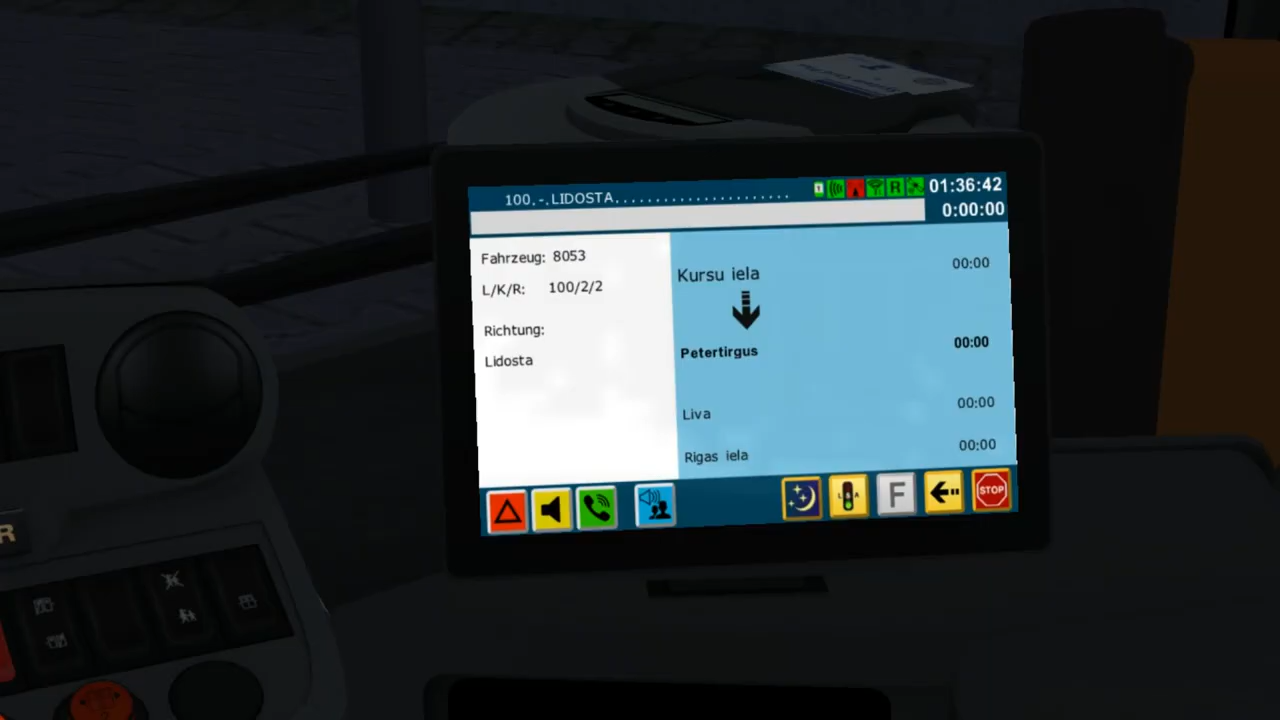 100.-.LIDOSTA......................
R
01:36:42
0:00:00
Fahrzeug: 8053
L/K/R: 100/2/2
Richtung:
Lidosta
Kursu iela 00:00
Petertirgus 00:00
Liva 00:00
Rigas iela 00:00
LSA
F
STOP
R